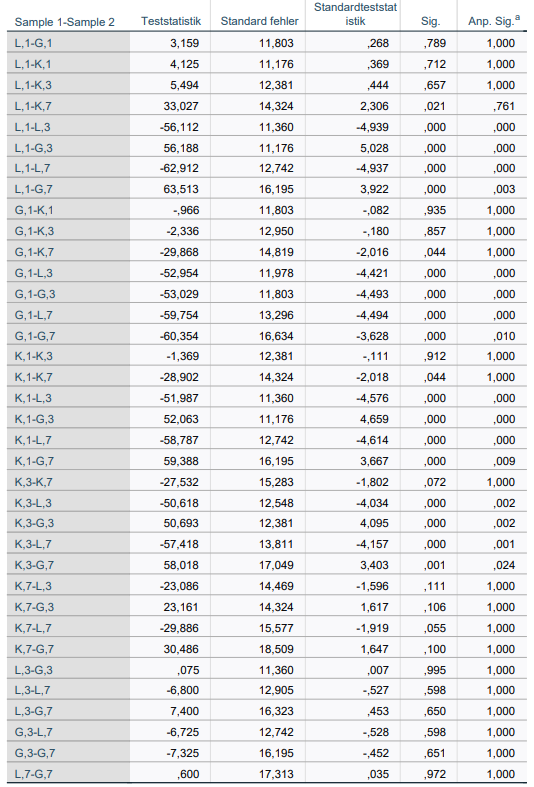 Standardteststat
Sample 1-Sample 2 Teststatistik Standard fehler istik Sig. Anp. Sig.a
L,1-G,1 3,159 11,803 ,268 ,789 1,000
L,1-K,1 4,125 11,176 ,369 ,712 1,000
L,1-K,3 5,494 12,381 ,444 ,657 1,000
L,1-K,7 33,027 14,324 2,306 ,021 ,761
L,1-L,3 -56,112 11,360 -4,939 ,000 ,000
L,1-G,3 56,188 11,176 5,028 ,000 ,000
L,1-L,7 -62,912 12,742 -4,937 ,000 ,000
L,1-G,7 63,513 16,195 3,922 ,000 ,003
G,1-K,1 -,966 11,803 -,082 ,935 1,000
G,1-K,3 -2,336 12,950 -,180 ,857 1,000
G,1-K,7 -29,868 14,819 -2,016 ,044 1,000
G,1-L,3 -52,954 11,978 -4,421 ,000 ,000
G,1-G,3 -53,029 11,803 -4,493 ,000 ,000
G,1-L,7 -59,754 13,296 -4,494 ,000 ,000
G,1-G,7 -60,354 16,634 -3,628 ,000 ,010
K,1-K,3 -1,369 12,381 -,111 ,912 1,000
K,1-K,7 -28,902 14,324 -2,018 ,044 1,000
K,1-L,3 -51,987 11,360 -4,576 ,000 ,000
K,1-G,3 52,063 11,176 4,659 ,000 ,000
K,1-L,7 -58,787 12,742 -4,614 ,000 ,000
K,1-G,7 59,388 16,195 3,667 ,000 ,009
K,3-K,7 -27,532 15,283 -1,802 ,072 1,000
K,3-L,3 -50,618 12,548 -4,034 ,000 ,002
K,3-G,3 50,693 12,381 4,095 ,000 ,002
K,3-L,7 -57,418 13,811 -4,157 ,000 ,001
K,3-G,7 58,018 17,049 3,403 ,001 ,024
K,7-L,3 -23,086 14,469 -1,596 ,111 1,000
K,7-G,3 23,161 14,324 1,617 ,106 1,000
K,7-L,7 -29,886 15,577 -1,919 ,055 1,000
K,7-G,7 30,486 18,509 1,647 ,100 1,000
L,3-G,3 ,075 11,360 ,007 ,995 1,000
L,3-L,7 -6,800 12,905 -,527 ,598 1,000
L,3-G,7 7,400 16,323 ,453 ,650 1,000
G,3-L,7 -6,725 12,742 -,528 ,598 1,000
G,3-G,7 -7,325 16,195 -,452 ,651 1,000
L,7-G,7 ,600 17,313 ,035 ,972 1,000